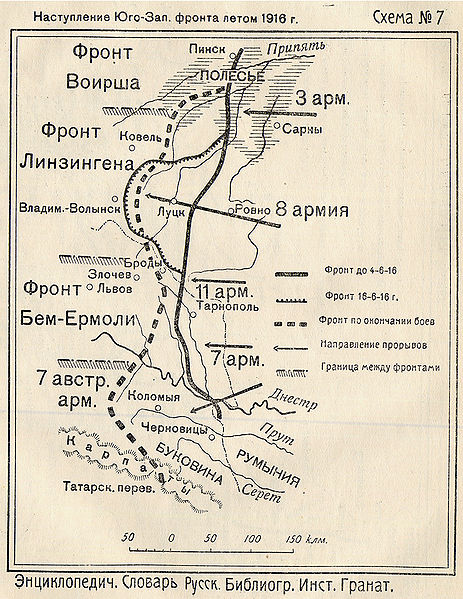 Наступление Юго-Зап. фронта летом 1916 г.
Схема № 7
Фронт
Воирша
Пинск
Припять
ПОЛЕСЬЕ
3 арм.
Сарны
Фронт
Линзингена
Ковель
Владим.-Волынск
Луцк
Ровно
8 армия
Броды
Злочев
Львов
Фронт
Бем-Ермоли
11 арм.
Тарнополь
7 арм.
Фронт до 4-6-16
Фронт 16-6-16 г.
Фронт по окончании боев
Направление прорывов
Граница между фронтами
7 австр.
арм.
Коломыя
Днестр
Черновицы
Прут
БУКОВИНА
РУМЫНИЯ
Серет
Карпаты
Татарск. перев.
50 0 50 100 150 клм.
Энциклопедич. Словарь Русск. Библиогр. Инст. Гранат.